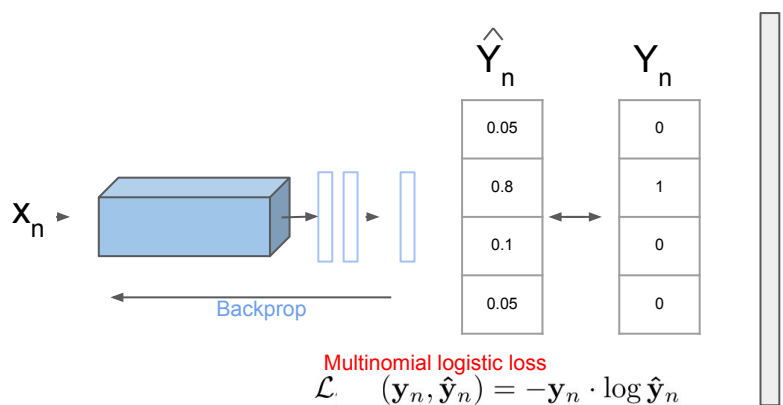 Ŷn Yn
0.05 0
0.8 1
xn
0.1 0
0.05 0
Backprop
Multinomial logistic loss
ℒ (yₙ, ŷₙ) = −yₙ · log ŷₙ